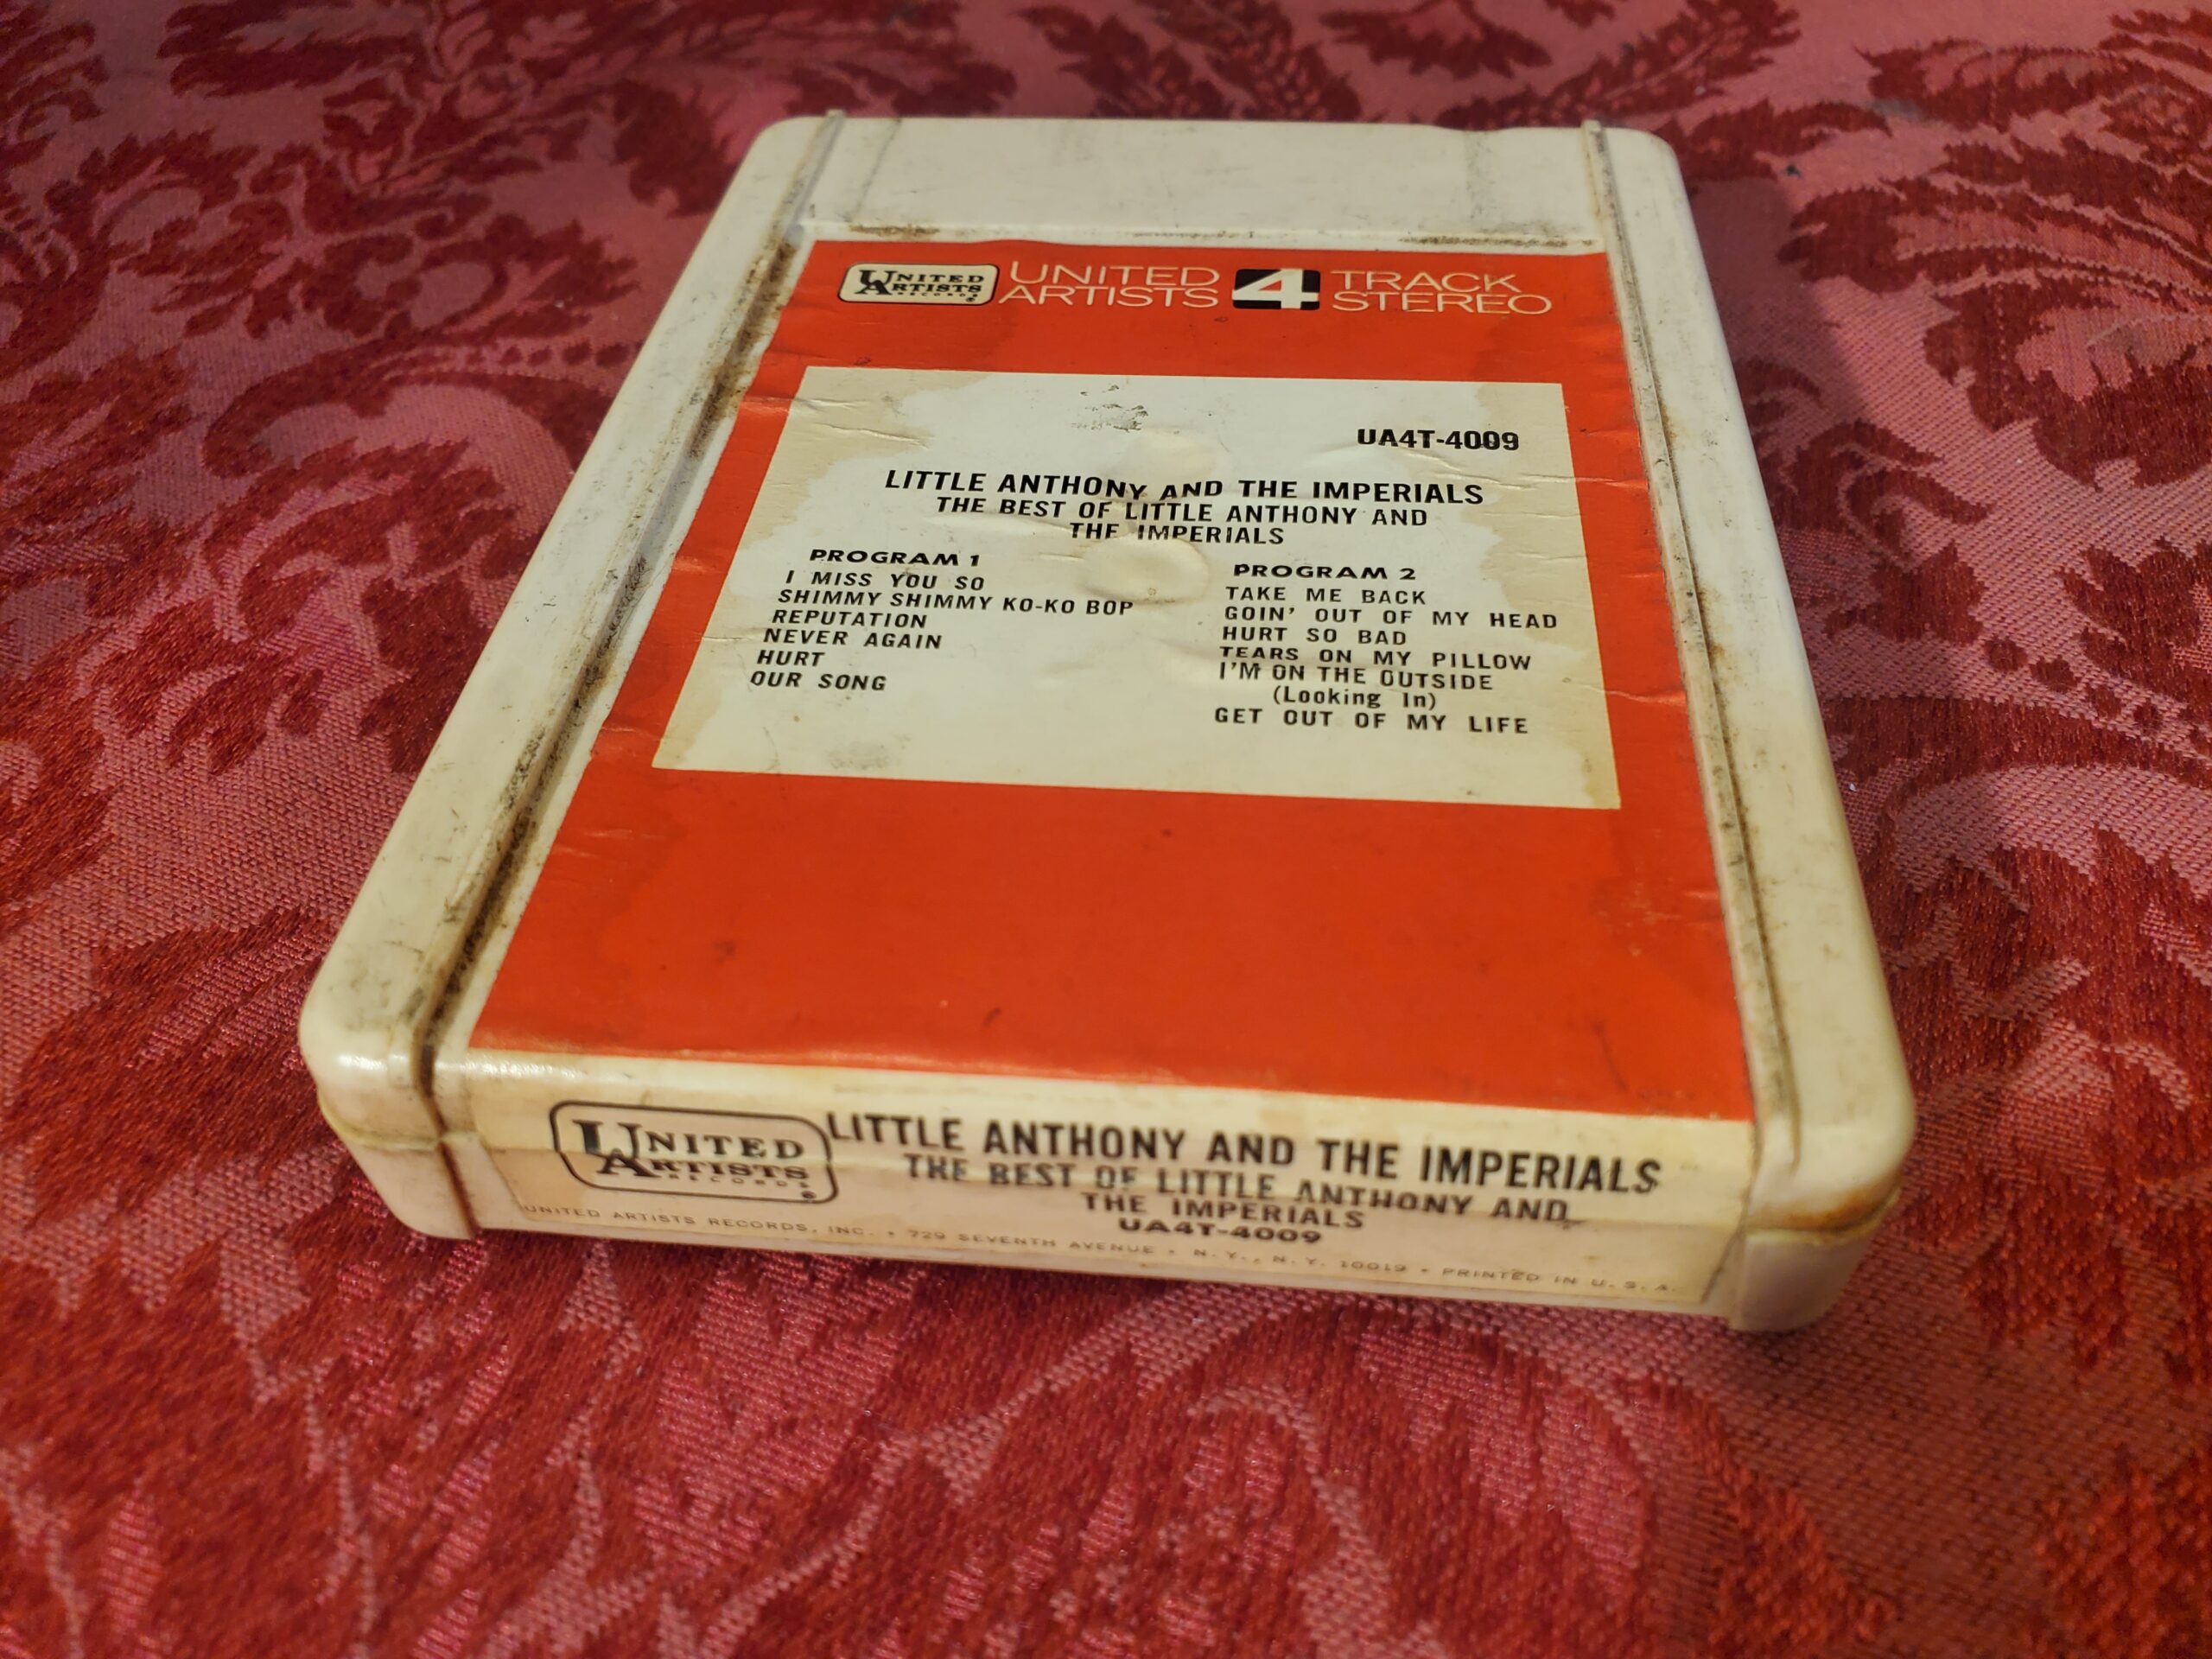 UNITED ARTISTS RECORDS
UNITED ARTISTS 4 TRACK STEREO
UA4T-4009
LITTLE ANTHONY AND THE IMPERIALS
THE BEST OF LITTLE ANTHONY AND
THE IMPERIALS
PROGRAM 1
I MISS YOU SO
SHIMMY SHIMMY KO-KO BOP
REPUTATION
NEVER AGAIN
HURT
OUR SONG
PROGRAM 2
TAKE ME BACK
GOIN' OUT OF MY HEAD
HURT SO BAD
TEARS ON MY PILLOW
I'M ON THE OUTSIDE
(Looking In)
GET OUT OF MY LIFE
UNITED ARTISTS RECORDS
LITTLE ANTHONY AND THE IMPERIALS
THE BEST OF LITTLE ANTHONY AND
THE IMPERIALS
UA4T-4009
UNITED ARTISTS RECORDS, INC. • 729 SEVENTH AVENUE • N. Y., N. Y. 10019 • PRINTED IN U. S. A.